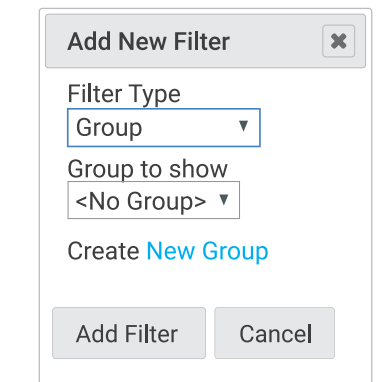 Add New Filter
Filter Type
Group
Group to show
<No Group>
Create New Group
Add Filter Cancel